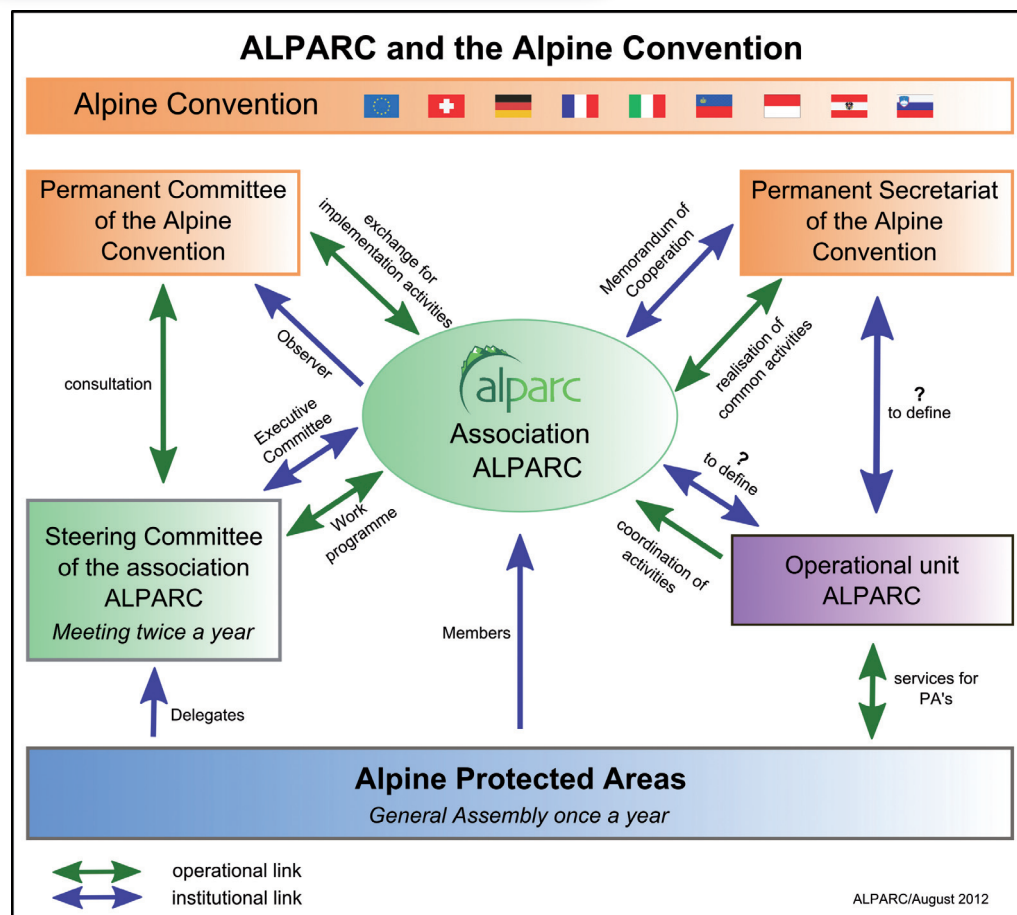 ALPARC and the Alpine Convention
Alpine Convention
Permanent Committee
of the Alpine
Convention
Permanent Secretariat
of the Alpine
Convention
exchange for
implementation activities
Memorandum of
Cooperation
Observer
realisation of
common activities
consultation
?
to define
alparc
Association
ALPARC
Executive
Committee
?
to define
Work
programme
coordination of
activities
Steering Committee
of the association
ALPARC
Meeting twice a year
Operational unit
ALPARC
Members
services for
PA's
Delegates
Alpine Protected Areas
General Assembly once a year
operational link
institutional link
ALPARC/August 2012